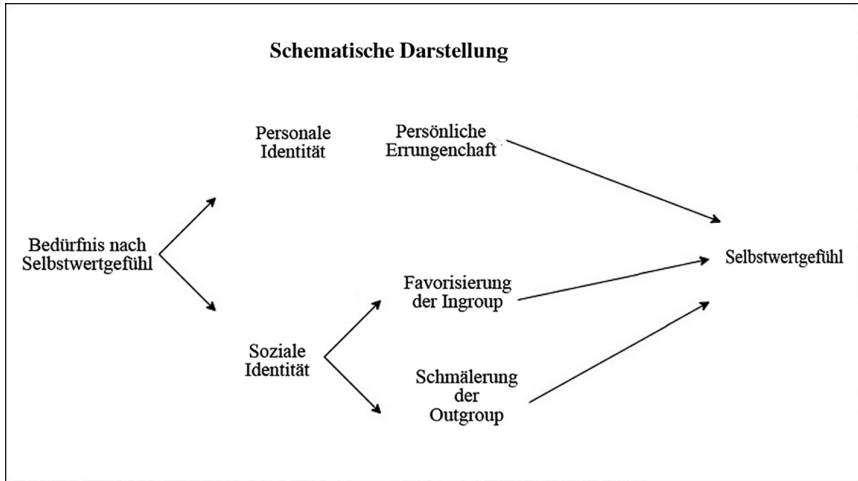 Schematische Darstellung
Personale
Identität
Persönliche
Errungenchaft
Bedürfnis nach
Selbstwertgefühl
Selbstwertgefühl
Favorisierung
der Ingroup
Soziale
Identität
Schmälerung
der
Outgroup